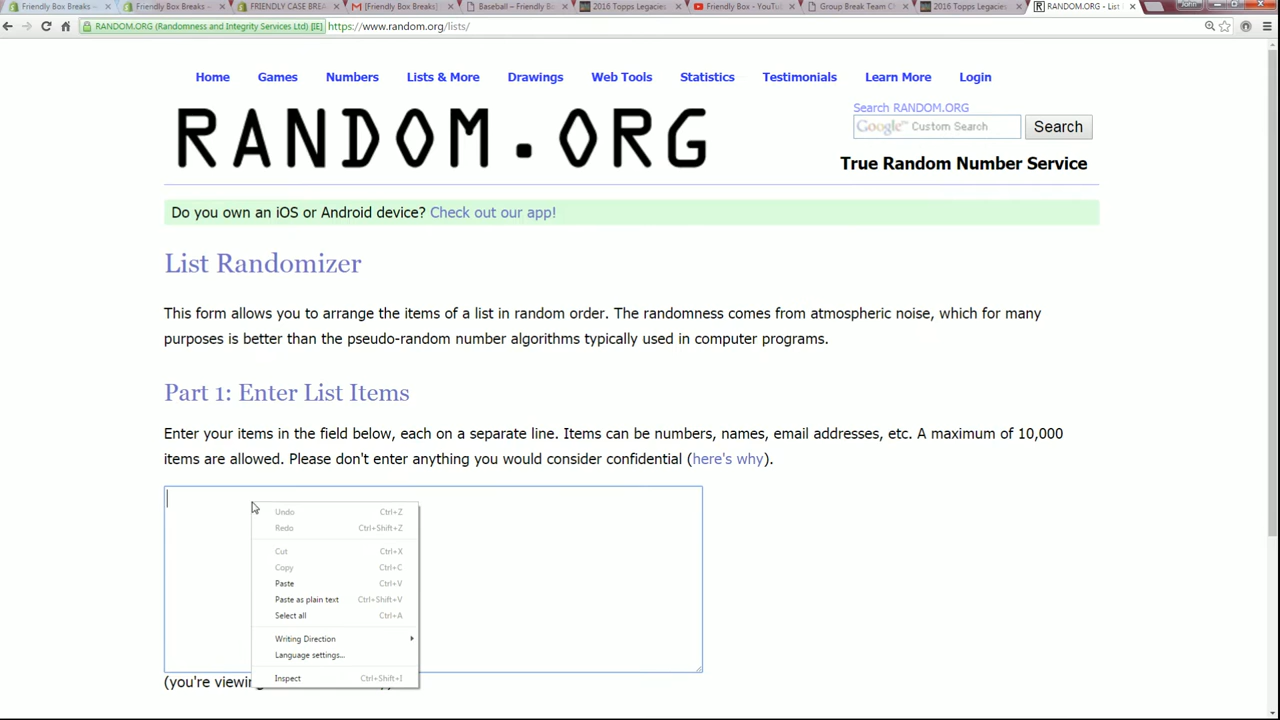 Friendly Box Breaks –
Friendly Box Breaks –
FRIENDLY CASE BREA
[Friendly Box Breaks]
Baseball – Friendly Bo
2016 Topps Legacies
Friendly Box - YouTu
Group Break Team C
2016 Topps Legacies
RANDOM.ORG - List
John
RANDOM.ORG (Randomness and Integrity Services Ltd) [IE] https://www.random.org/lists/
Home Games Numbers Lists & More Drawings Web Tools Statistics Testimonials Learn More Login
RANDOM.ORG
Search RANDOM.ORG
Google™ Custom Search Search
True Random Number Service
Do you own an iOS or Android device? Check out our app!
List Randomizer
This form allows you to arrange the items of a list in random order. The randomness comes from atmospheric noise, which for many
purposes is better than the pseudo-random number algorithms typically used in computer programs.
Part 1: Enter List Items
Enter your items in the field below, each on a separate line. Items can be numbers, names, email addresses, etc. A maximum of 10,000
items are allowed. Please don't enter anything you would consider confidential (here's why).
Undo Ctrl+Z
Redo Ctrl+Shift+Z
Cut Ctrl+X
Copy Ctrl+C
Paste Ctrl+V
Paste as plain text Ctrl+Shift+V
Select all Ctrl+A
Writing Direction
Language settings...
Inspect Ctrl+Shift+I
(you're viewing